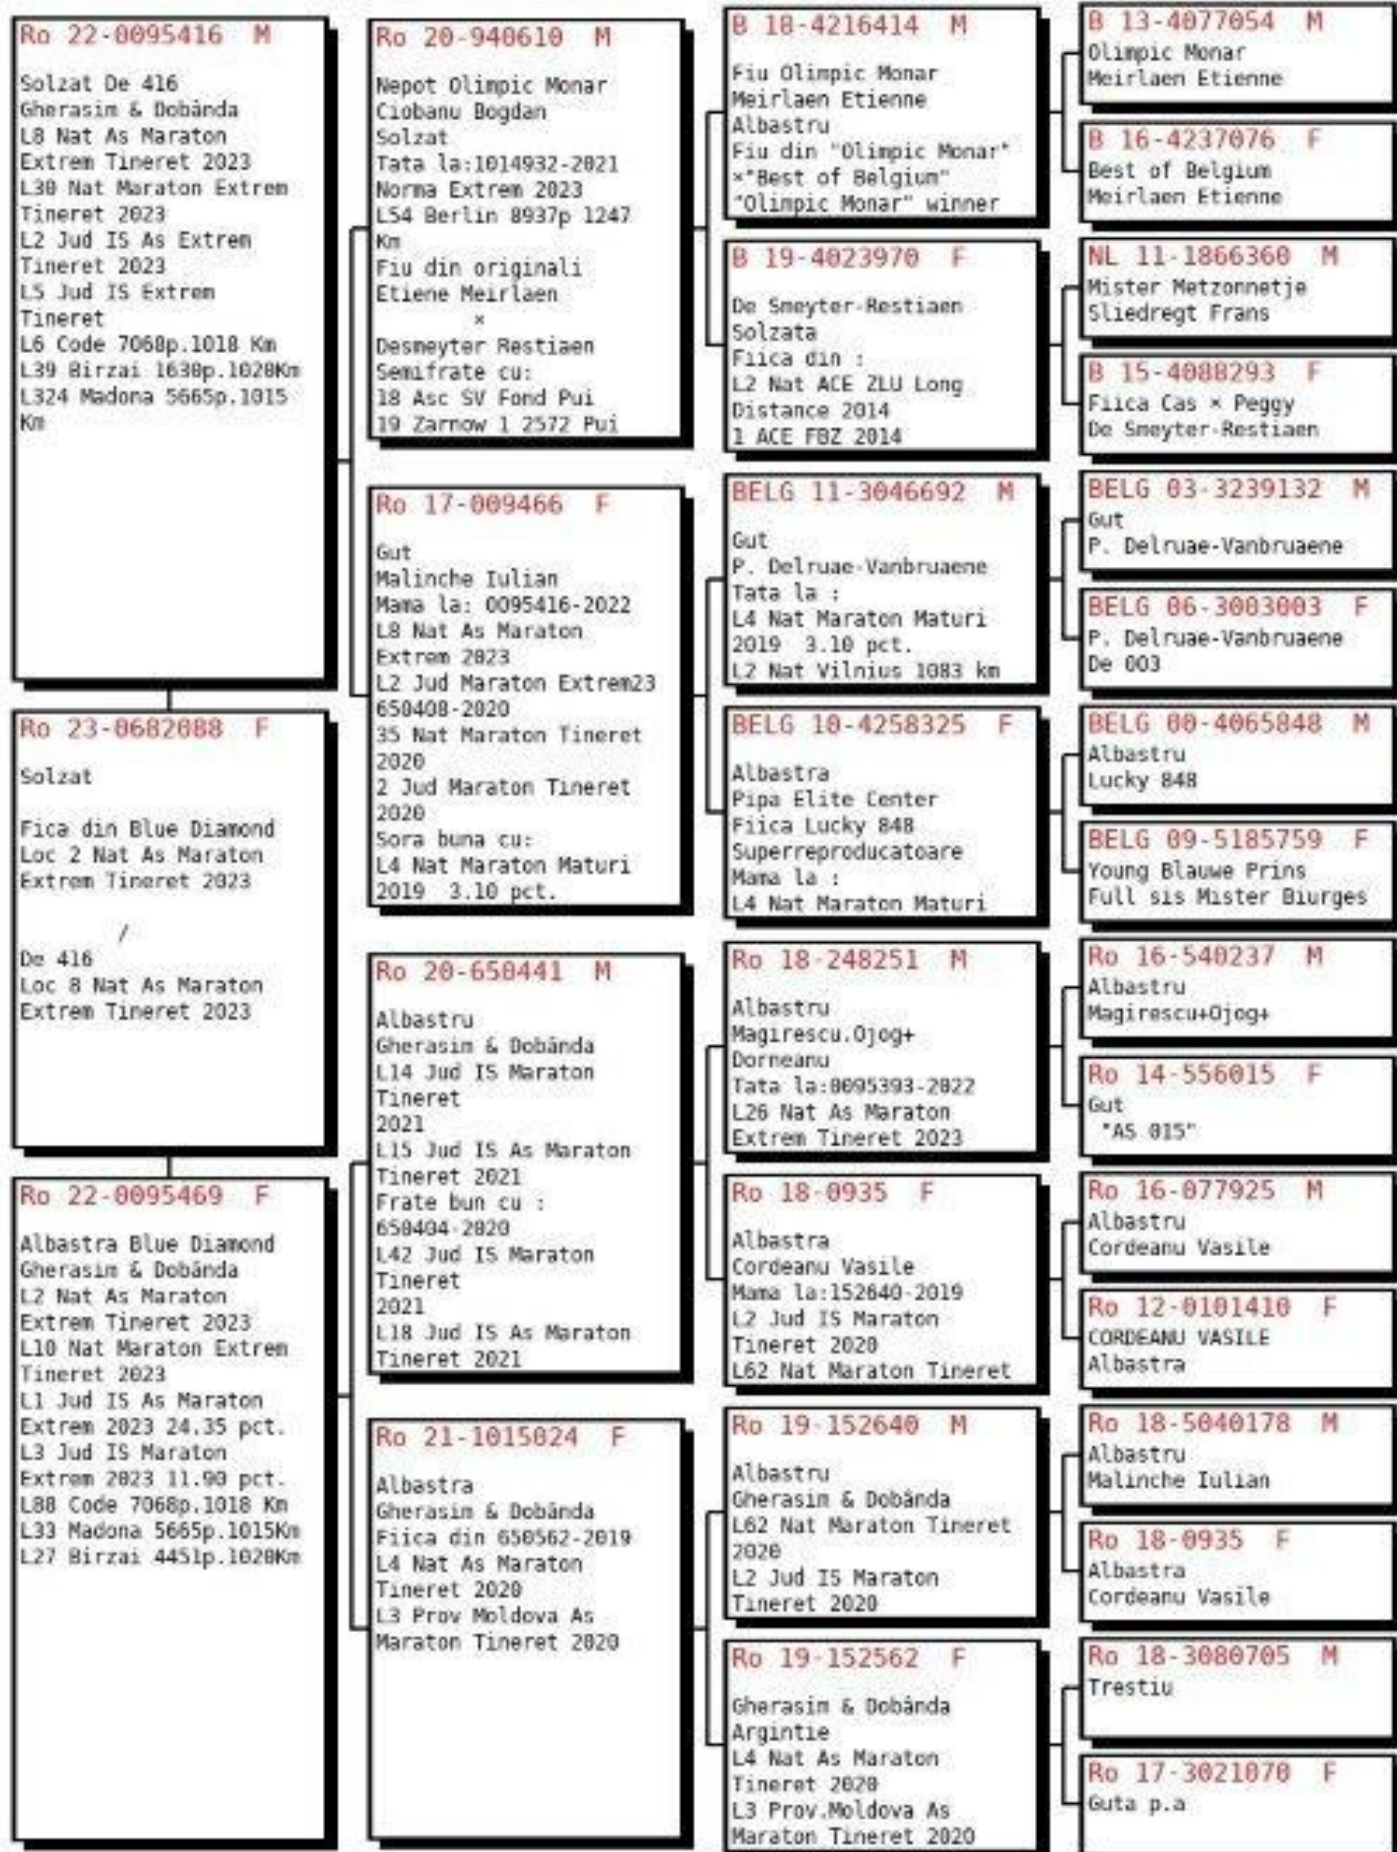 Ro 22-0095416 M
Solzat De 416
Gherasim & Dobânda
L8 Nat As Maraton
Extrem Tineret 2023
L30 Nat Maraton Extrem
Tineret 2023
L2 Jud IS As Extrem
Tineret 2023
L5 Jud IS Extrem
Tineret
L6 Code 7068p.1018 Km
L39 Birzai 1630p.1020Km
L324 Madona 5665p.1015
Km
Ro 23-0682088 F
Solzat
Fica din Blue Diamond
Loc 2 Nat As Maraton
Extrem Tineret 2023
/
De 416
Loc 8 Nat As Maraton
Extrem Tineret 2023
Ro 22-0095469 F
Albastra Blue Diamond
Gherasim & Dobânda
L2 Nat As Maraton
Extrem Tineret 2023
L10 Nat Maraton Extrem
Tineret 2023
L1 Jud IS As Maraton
Extrem 2023 24.35 pct.
L3 Jud IS Maraton
Extrem 2023 11.90 pct.
L88 Code 7068p.1018 Km
L33 Madona 5665p.1015Km
L27 Birzai 4451p.1020Km
Ro 20-940610 M
Nepot Olimpic Monar
Ciobanu Bogdan
Solzat
Tata la:1014932-2021
Norma Extrem 2023
L54 Berlin 8937p 1247
Km
Fiu din originali
Etiene Meirlaen
×
Desmeyter Restiaen
Semifrate cu:
18 Asc SV Fond Pui
19 Zarnow 1 2572 Pui
Ro 17-009466 F
Gut
Malinche Iulian
Mama la: 0095416-2022
L8 Nat As Maraton
Extrem 2023
L2 Jud Maraton Extrem23
650408-2020
35 Nat Maraton Tineret
2020
2 Jud Maraton Tineret
2020
Sora buna cu:
L4 Nat Maraton Maturi
2019 3.10 pct.
Ro 20-650441 M
Albastru
Gherasim & Dobânda
L14 Jud IS Maraton
Tineret
2021
L15 Jud IS As Maraton
Tineret 2021
Frate bun cu :
650404-2020
L42 Jud IS Maraton
Tineret
2021
L18 Jud IS As Maraton
Tineret 2021
Ro 21-1015024 F
Albastra
Gherasim & Dobânda
Fiica din 650562-2019
L4 Nat As Maraton
Tineret 2020
L3 Prov Moldova As
Maraton Tineret 2020
B 18-4216414 M
Fiu Olimpic Monar
Meirlaen Etienne
Albastru
Fiu din "Olimpic Monar"
×"Best of Belgium"
"Olimpic Monar" winner
B 19-4023970 F
De Smeyter-Restiaen
Solzata
Fiica din :
L2 Nat ACE ZLU Long
Distance 2014
1 ACE FBZ 2014
BELG 11-3046692 M
Gut
P. Delruae-Vanbruaene
Tata la :
L4 Nat Maraton Maturi
2019 3.10 pct.
L2 Nat Vilnius 1083 km
BELG 10-4258325 F
Albastra
Pipa Elite Center
Fiica Lucky 848
Superreproducatoare
Mama la :
L4 Nat Maraton Maturi
Ro 18-248251 M
Albastru
Magirescu.Ojog+
Dorneanu
Tata la:0095393-2022
L26 Nat As Maraton
Extrem Tineret 2023
Ro 18-0935 F
Albastra
Cordeanu Vasile
Mama la:152640-2019
L2 Jud IS Maraton
Tineret 2020
L62 Nat Maraton Tineret
Ro 19-152640 M
Albastru
Gherasim & Dobânda
L62 Nat Maraton Tineret
2020
L2 Jud IS Maraton
Tineret 2020
Ro 19-152562 F
Gherasim & Dobânda
Argintie
L4 Nat As Maraton
Tineret 2020
L3 Prov.Moldova As
Maraton Tineret 2020
B 13-4077054 M
Olimpic Monar
Meirlaen Etienne
B 16-4237076 F
Best of Belgium
Meirlaen Etienne
NL 11-1866360 M
Mister Metzonnetje
Sliedregt Frans
B 15-4088293 F
Fiica Cas × Peggy
De Smeyter-Restiaen
BELG 03-3239132 M
Gut
P. Delruae-Vanbruaene
BELG 06-3003003 F
P. Delruae-Vanbruaene
De 003
BELG 00-4065848 M
Albastru
Lucky 848
BELG 09-5185759 F
Young Blauwe Prins
Full sis Mister Biurges
Ro 16-540237 M
Albastru
Magirescu+Ojog+
Ro 14-556015 F
Gut
"AS 015"
Ro 16-077925 M
Albastru
Cordeanu Vasile
Ro 12-0101410 F
CORDEANU VASILE
Albastra
Ro 18-5040178 M
Albastru
Malinche Iulian
Ro 18-0935 F
Albastra
Cordeanu Vasile
Ro 18-3080705 M
Trestiu
Ro 17-3021070 F
Guta p.a